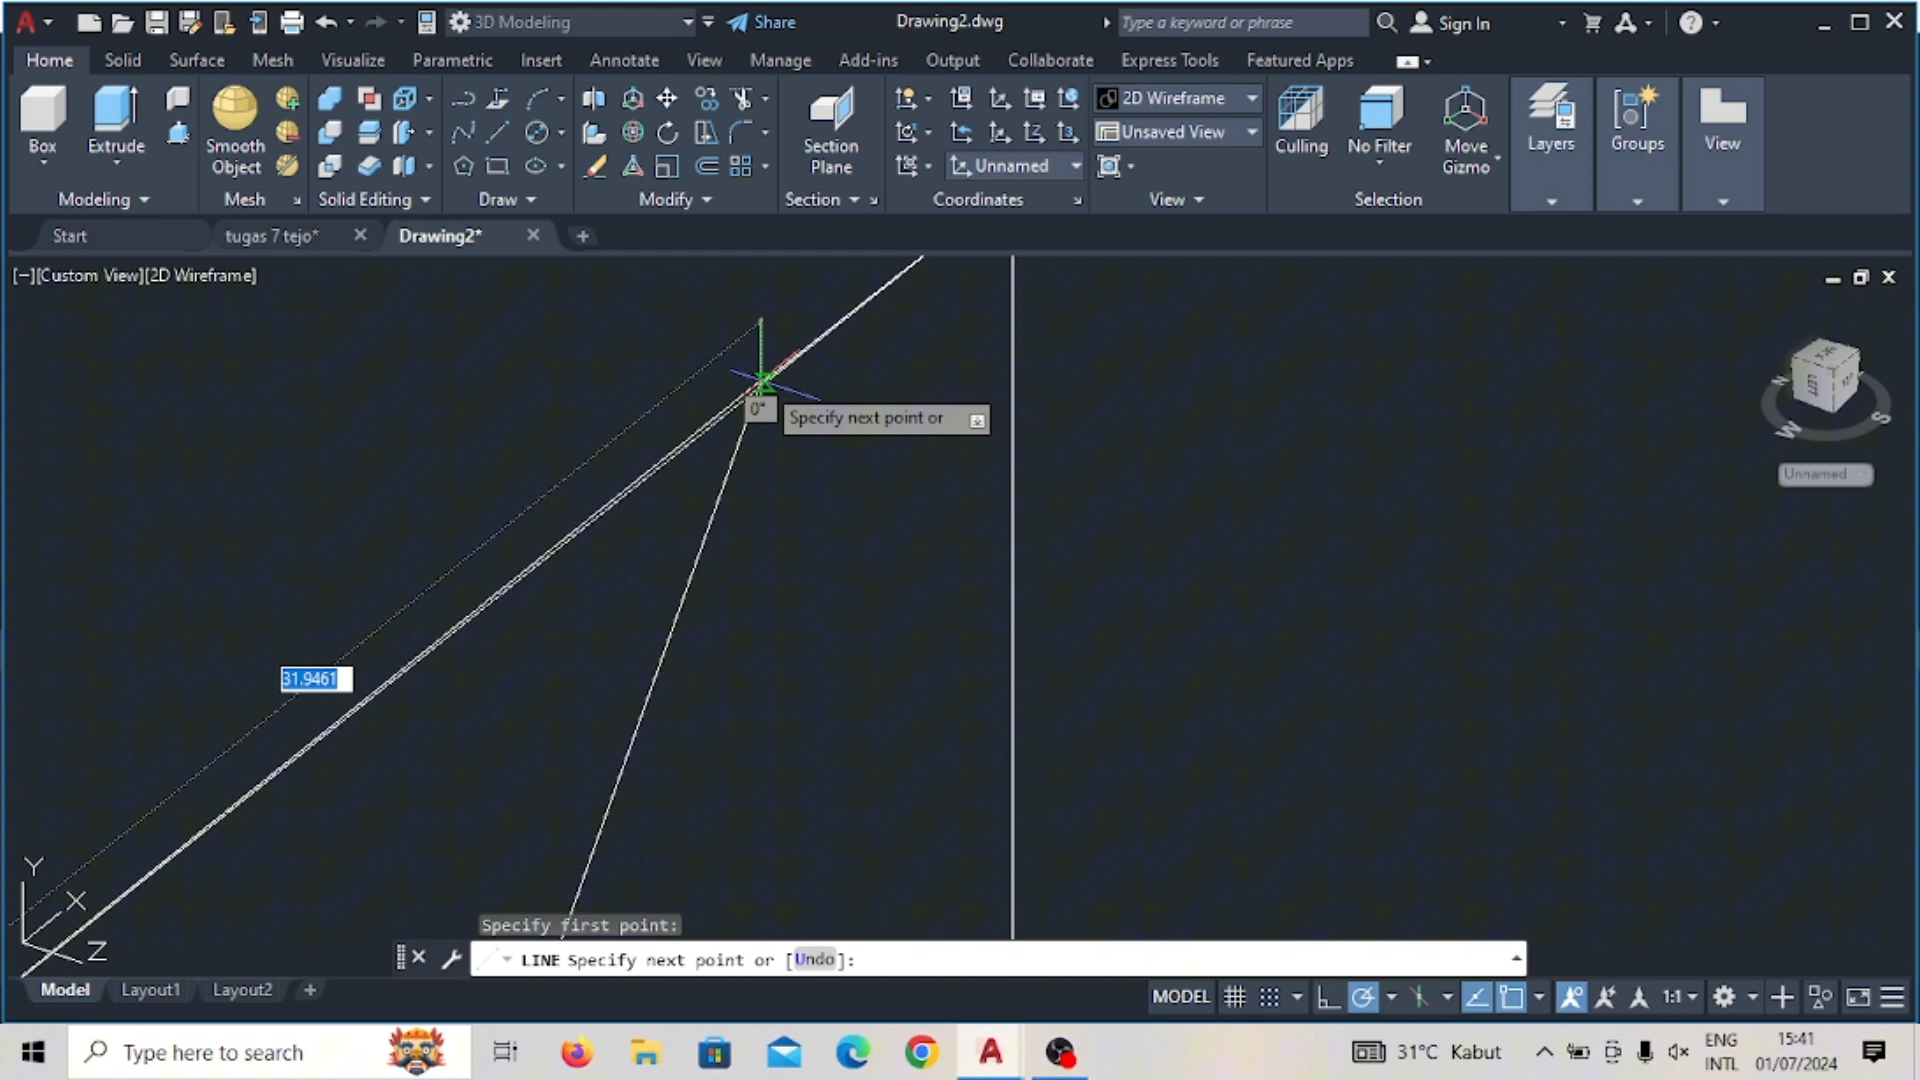 3D Modeling
Share
Drawing2.dwg
Type a keyword or phrase
Sign In
Home
Solid
Surface
Mesh
Visualize
Parametric
Insert
Annotate
View
Manage
Add-ins
Output
Collaborate
Express Tools
Featured Apps
Box
Extrude
Smooth
Object
Section
Plane
Unnamed
2D Wireframe
Unsaved View
Culling
No Filter
Move
Gizmo
Layers
Groups
View
Modeling
Mesh
Solid Editing
Draw
Modify
Section
Coordinates
View
Selection
Start
tugas 7 tejo*
Drawing2*
[−][Custom View][2D Wireframe]
0°
Specify next point or
LEFT
N
W
S
Unnamed
31.9461
Y
X
Z
Specify first point:
LINE Specify next point or [Undo]:
Model
Layout1
Layout2
MODEL
1:1
Type here to search
31°C Kabut
ENG
INTL
15:41
01/07/2024